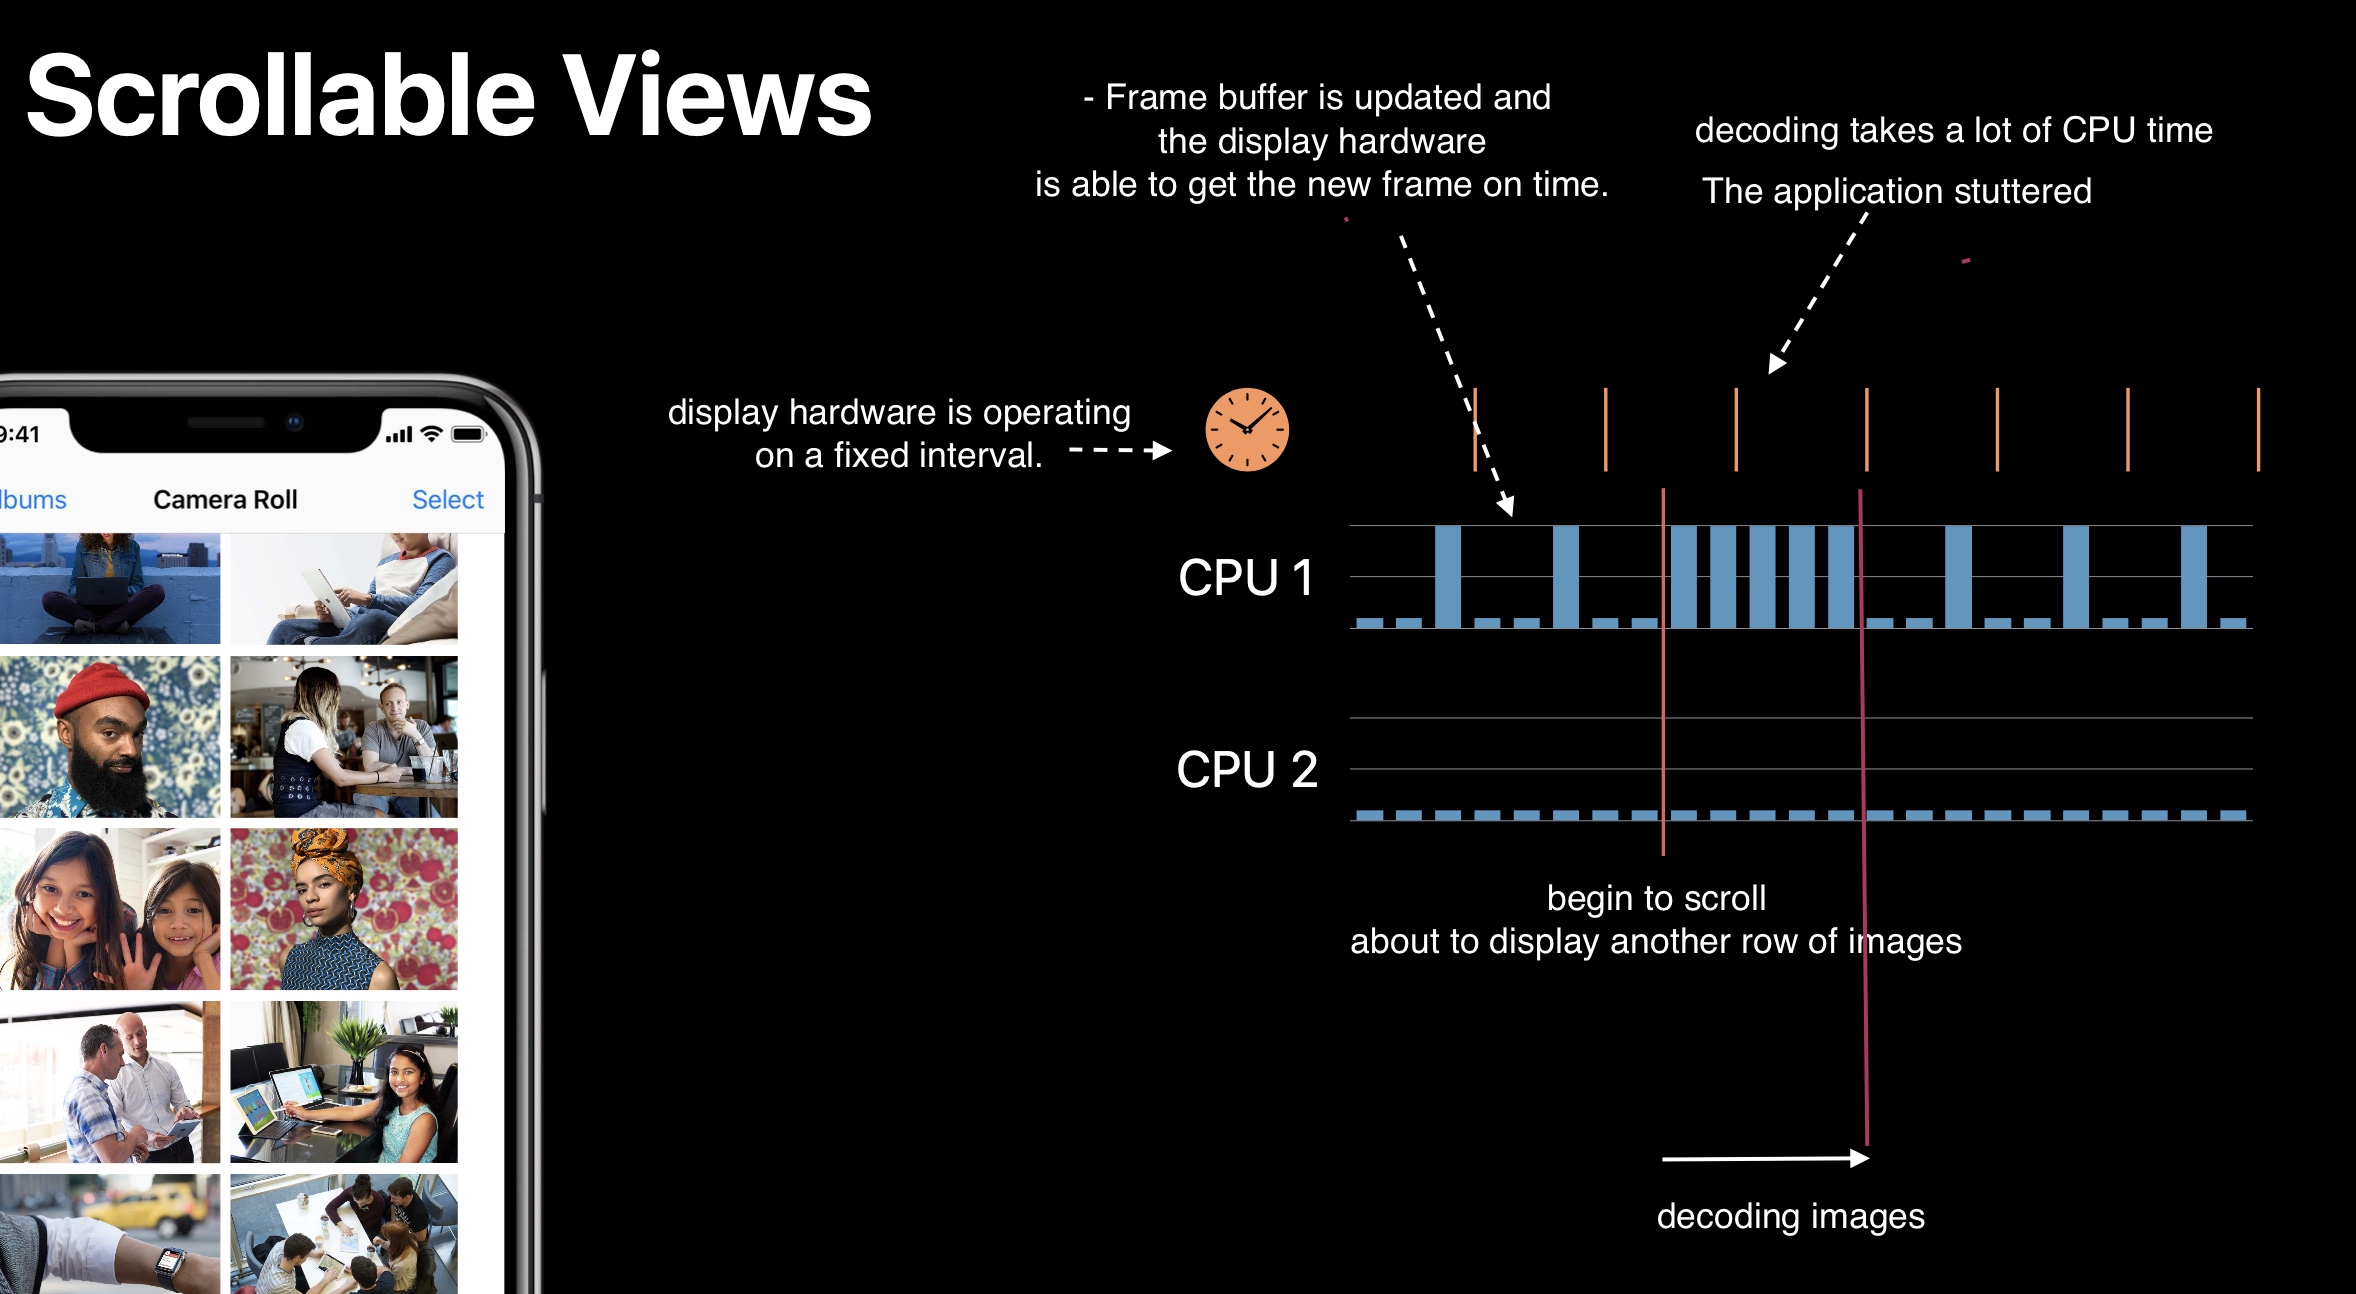 Scrollable Views
- Frame buffer is updated and
the display hardware
is able to get the new frame on time.
decoding takes a lot of CPU time
The application stuttered
display hardware is operating
on a fixed interval.
9:41
lbums
Camera Roll
Select
CPU 1
CPU 2
begin to scroll
about to display another row of images
decoding images